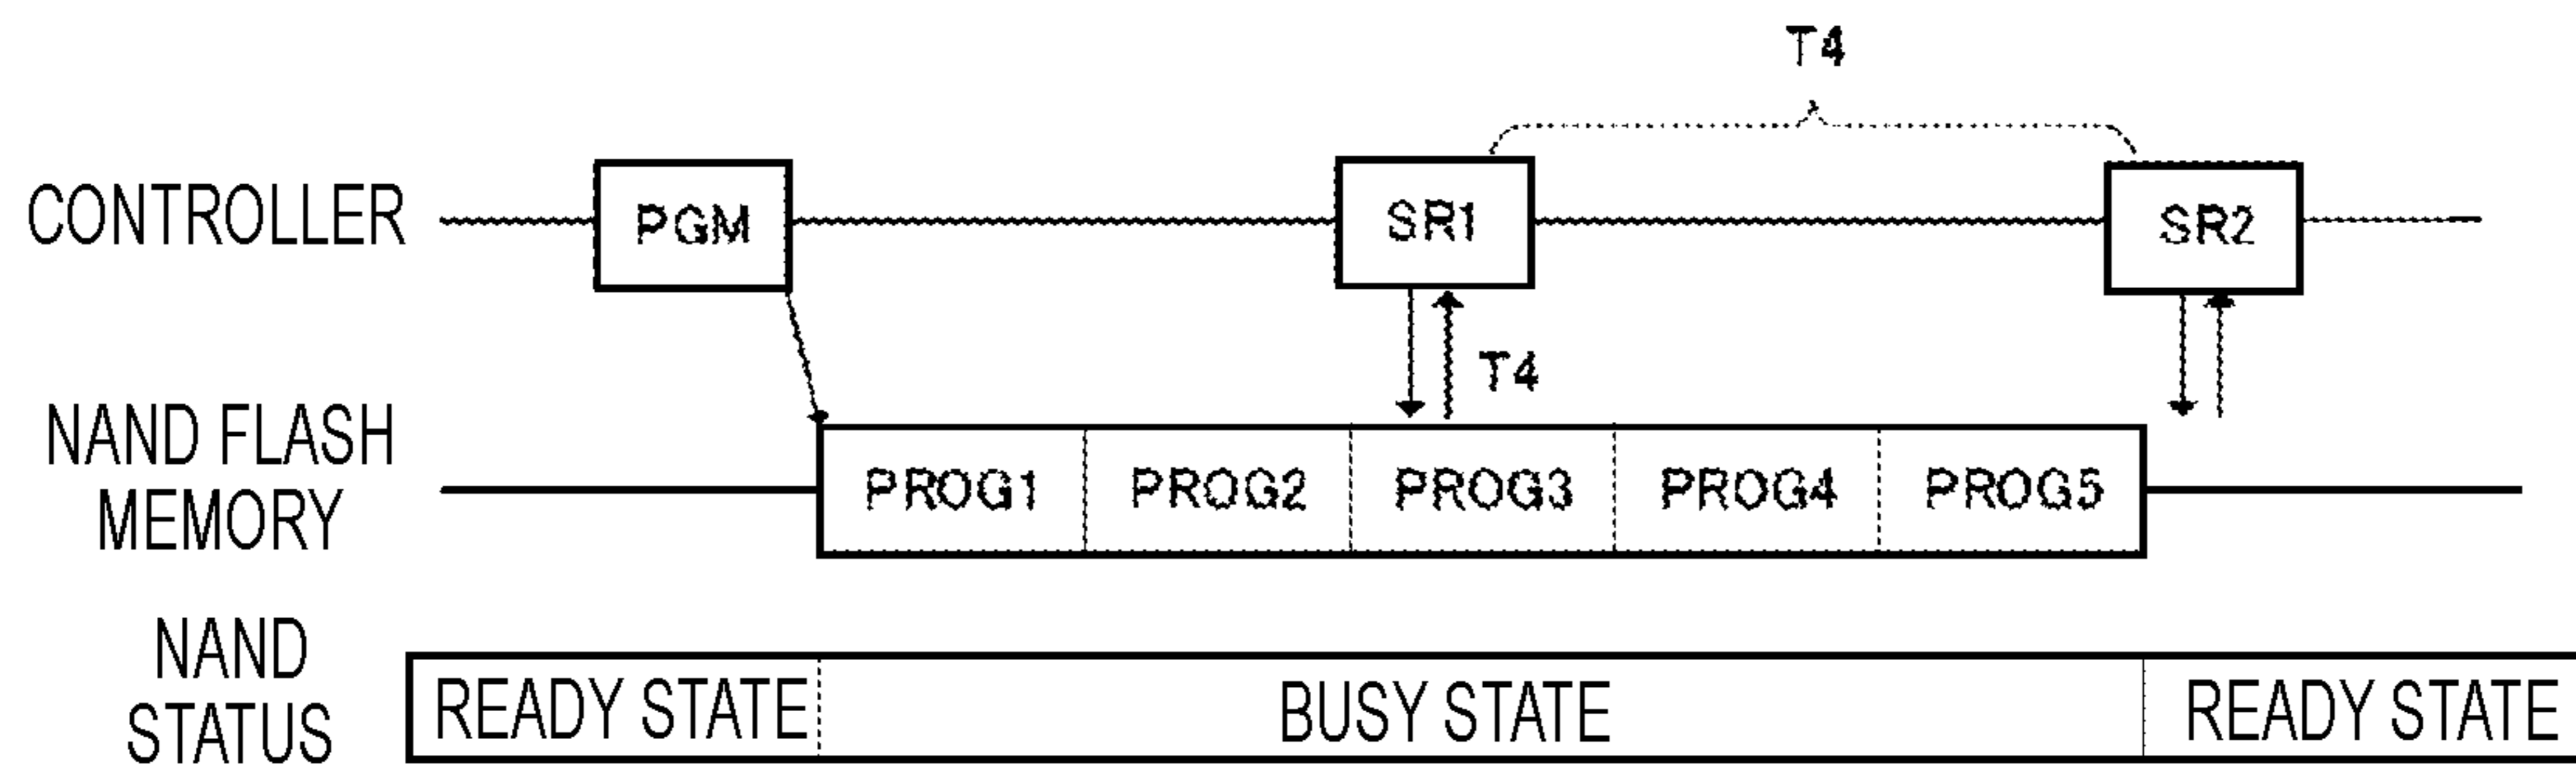 T4
CONTROLLER PGM SR1 SR2
T4
NAND FLASH
MEMORY
PROG1 PROG2 PROG3 PROG4 PROG5
NAND
STATUS
READY STATE BUSY STATE READY STATE